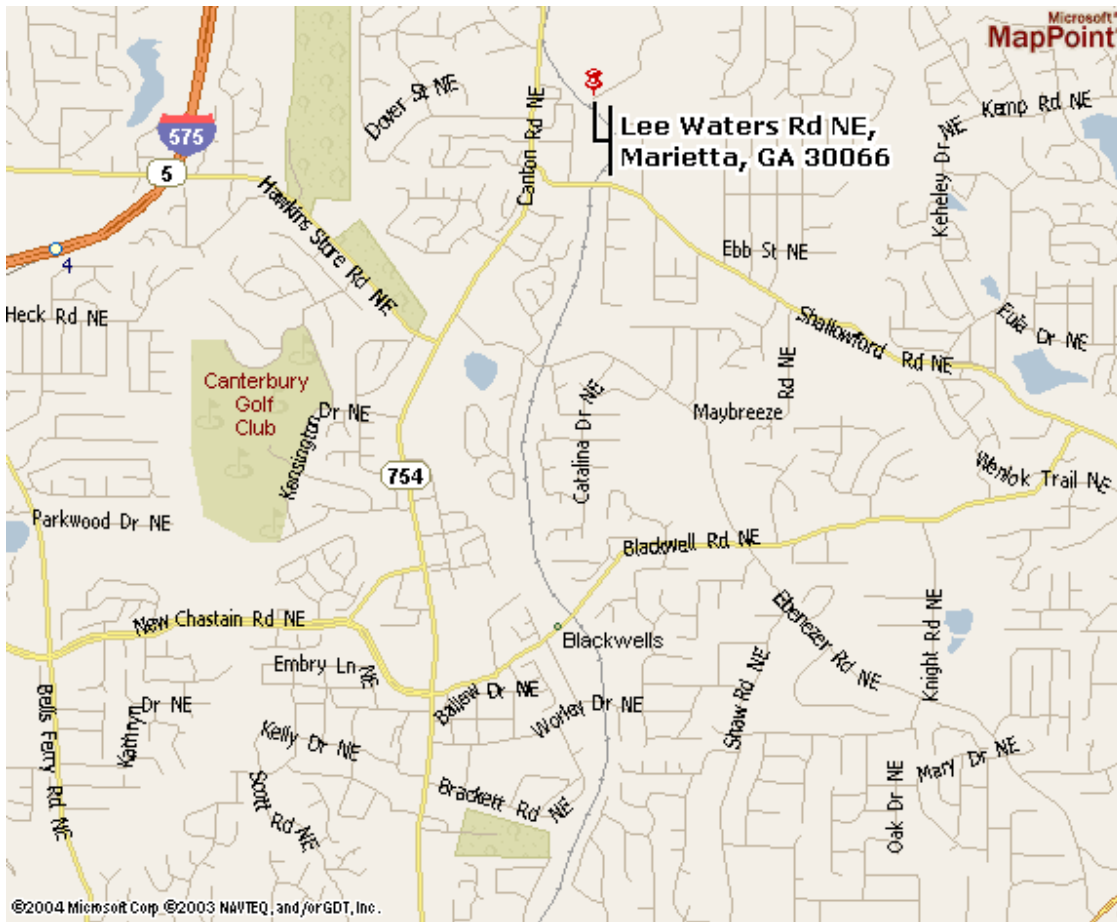 Microsoft®
MapPoint®
575
5
4
Dover St NE
Canton Rd NE
Lee Waters Rd NE,
Marietta, GA 30066
Kemp Rd NE
Keheley Dr NE
Hawkins Store Rd NE
Ebb St NE
Heck Rd NE
Shallowford Rd NE
Eula Dr NE
Canterbury
Golf
Club
Kensington Dr NE
Catalina Dr NE
Maybreeze Rd NE
754
Wenlok Trail NE
Parkwood Dr NE
Blackwell Rd NE
New Chastain Rd NE
Blackwells
Ebenezer Rd NE
Knight Rd NE
Embry Ln NE
Ballew Dr NE
Worley Dr NE
Shaw Rd NE
Bells Ferry Rd NE
Kathryn Dr NE
Kelly Dr NE
Scott Rd NE
Brackett Rd NE
Oak Dr NE
Mary Dr NE
©2004 Microsoft Corp ©2003 NAVTEQ, and/or GDT, Inc.